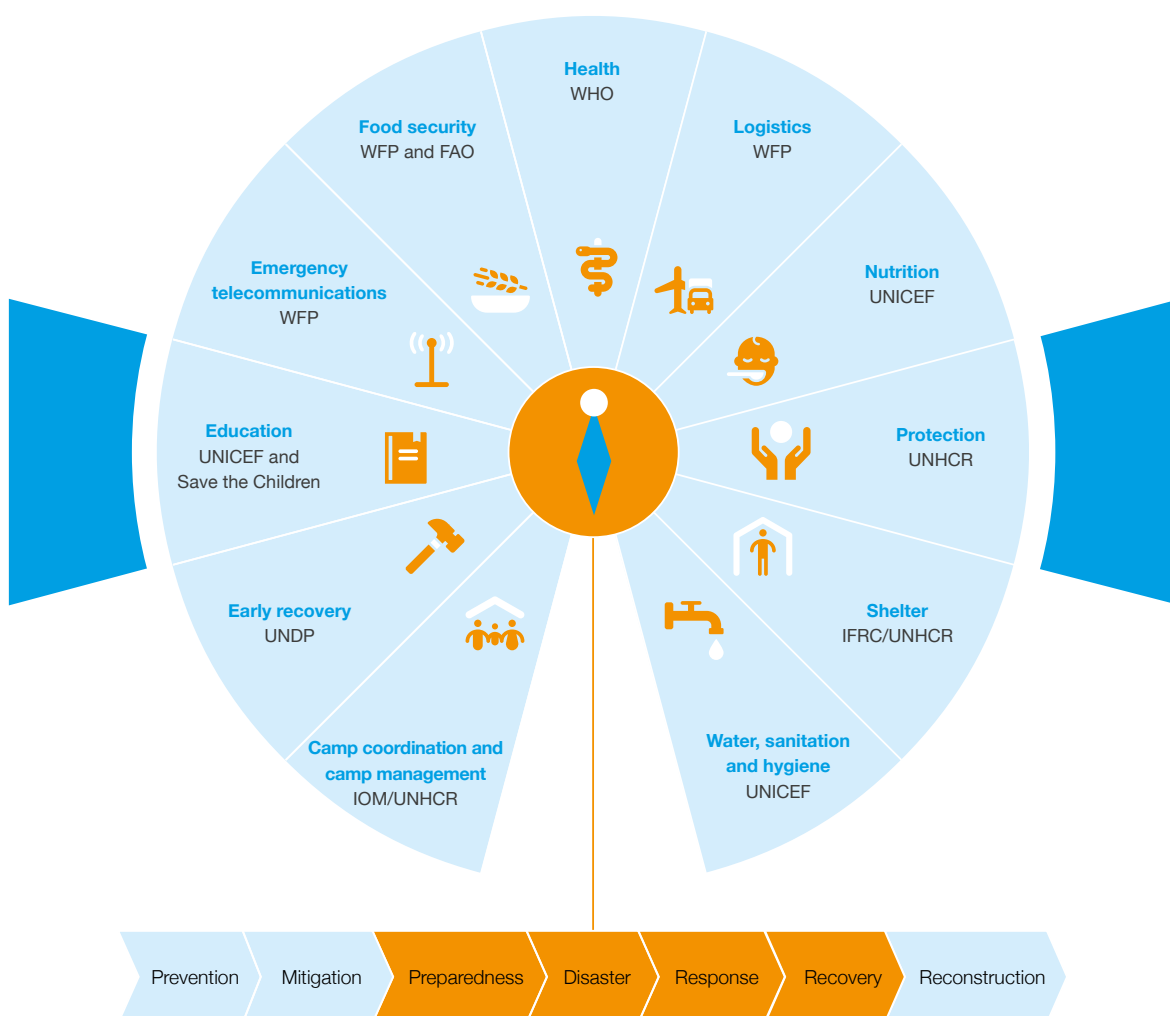 Health
WHO
Logistics
WFP
Nutrition
UNICEF
Protection
UNHCR
Shelter
IFRC/UNHCR
Water, sanitation
and hygiene
UNICEF
Camp coordination and
camp management
IOM/UNHCR
Early recovery
UNDP
Education
UNICEF and
Save the Children
Emergency
telecommunications
WFP
Food security
WFP and FAO
Prevention
Mitigation
Preparedness
Disaster
Response
Recovery
Reconstruction